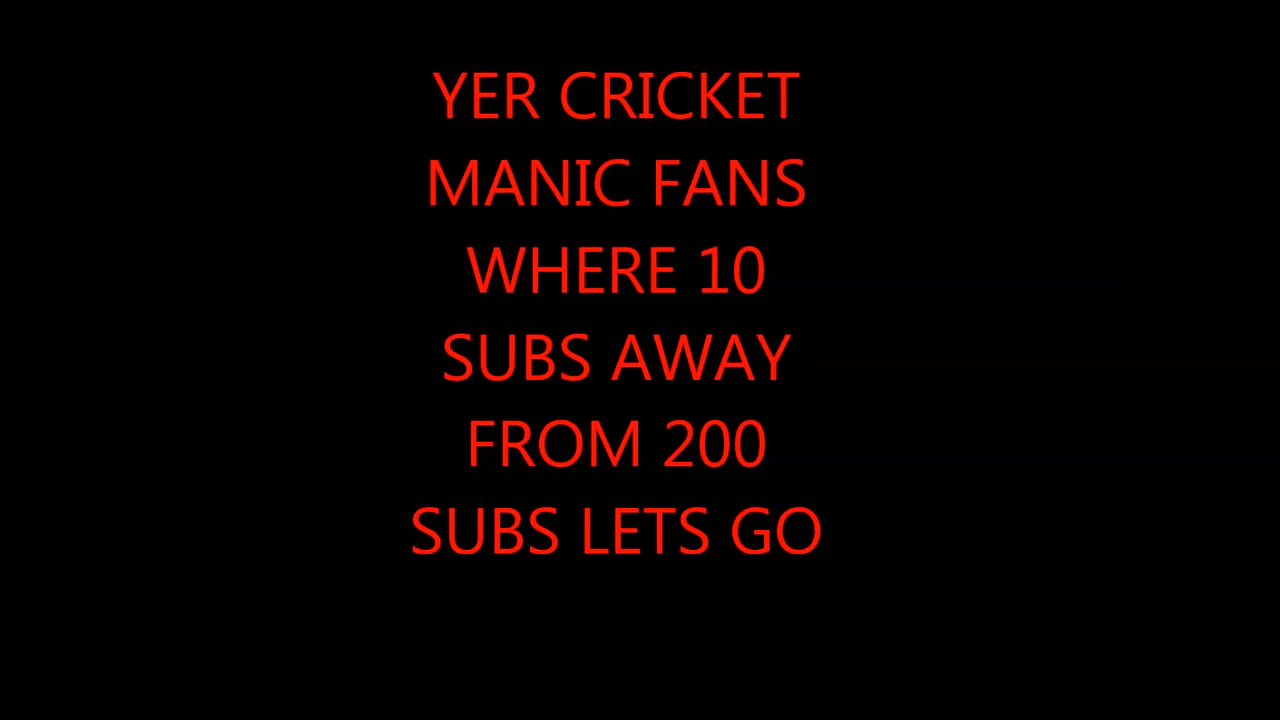 YER CRICKET
MANIC FANS
WHERE 10
SUBS AWAY
FROM 200
SUBS LETS GO